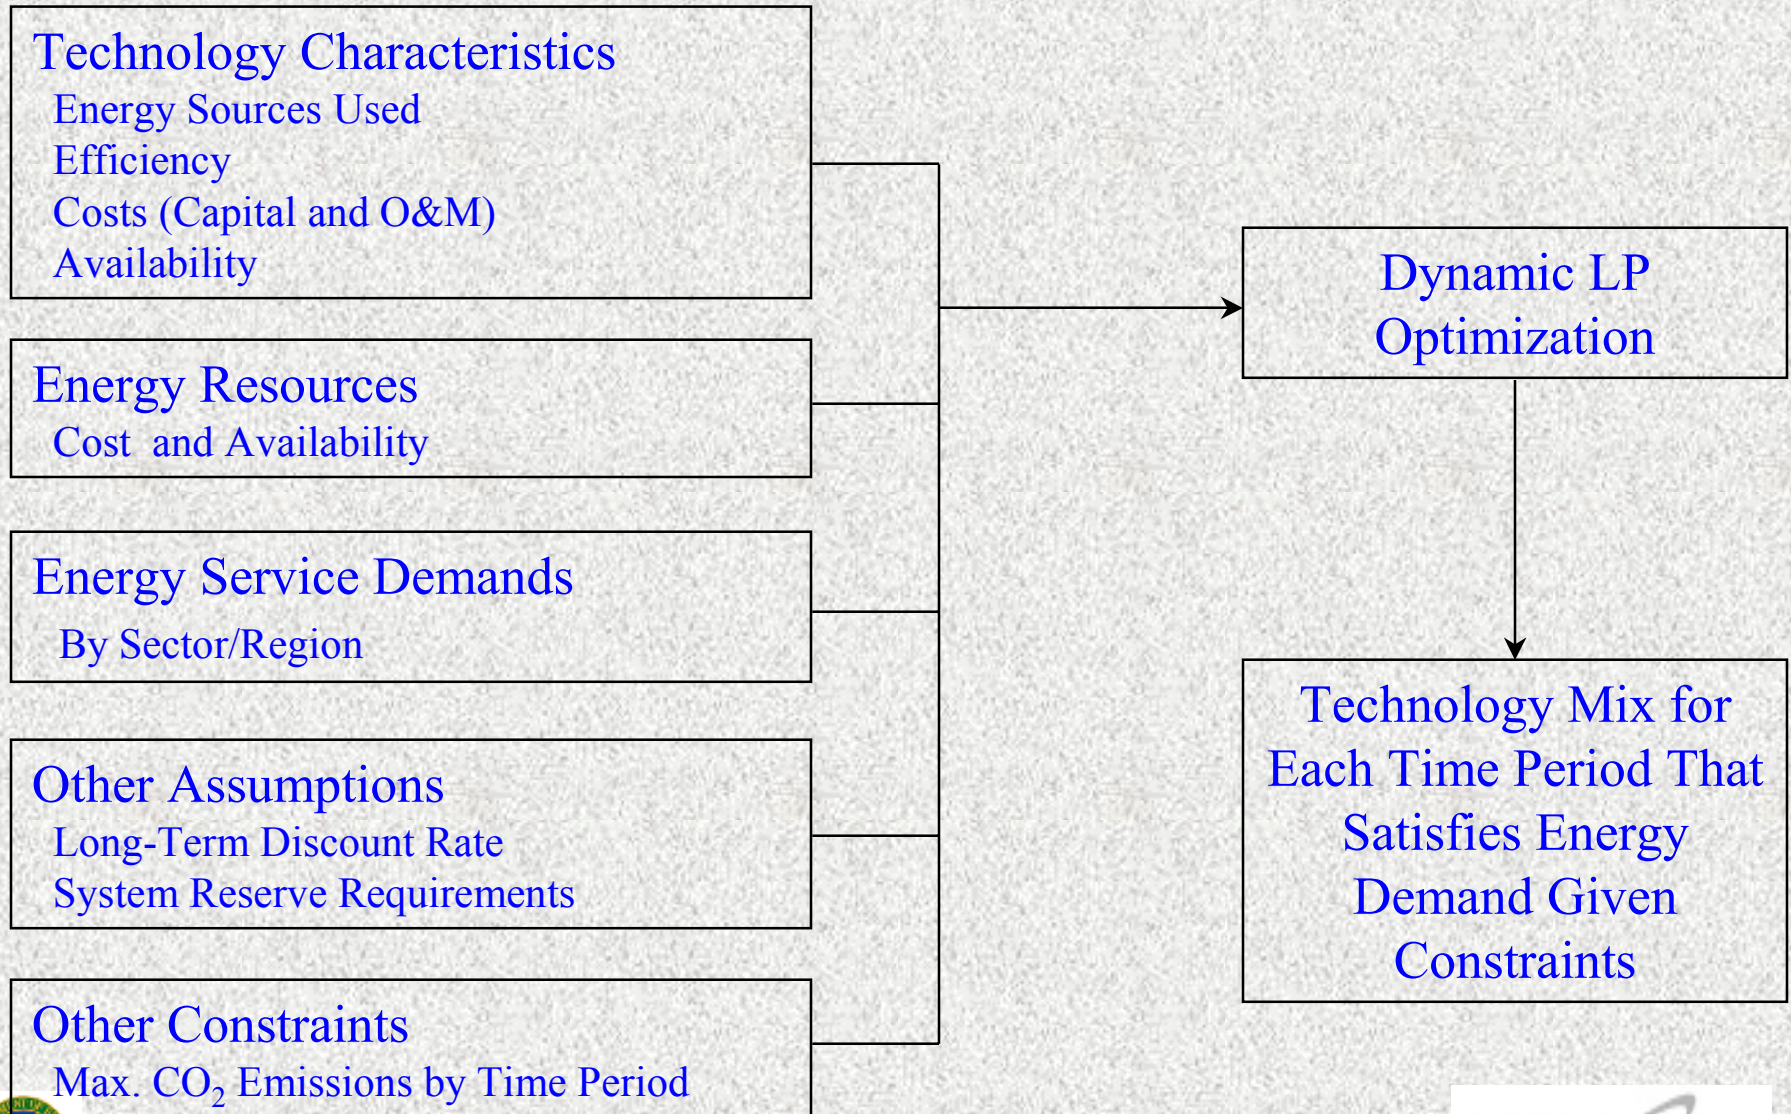 Technology Characteristics
Energy Sources Used
Efficiency
Costs (Capital and O&M)
Availability
Energy Resources
Cost and Availability
Energy Service Demands
By Sector/Region
Other Assumptions
Long-Term Discount Rate
System Reserve Requirements
Other Constraints
Max. CO₂ Emissions by Time Period
Dynamic LP
Optimization
Technology Mix for
Each Time Period That
Satisfies Energy
Demand Given
Constraints